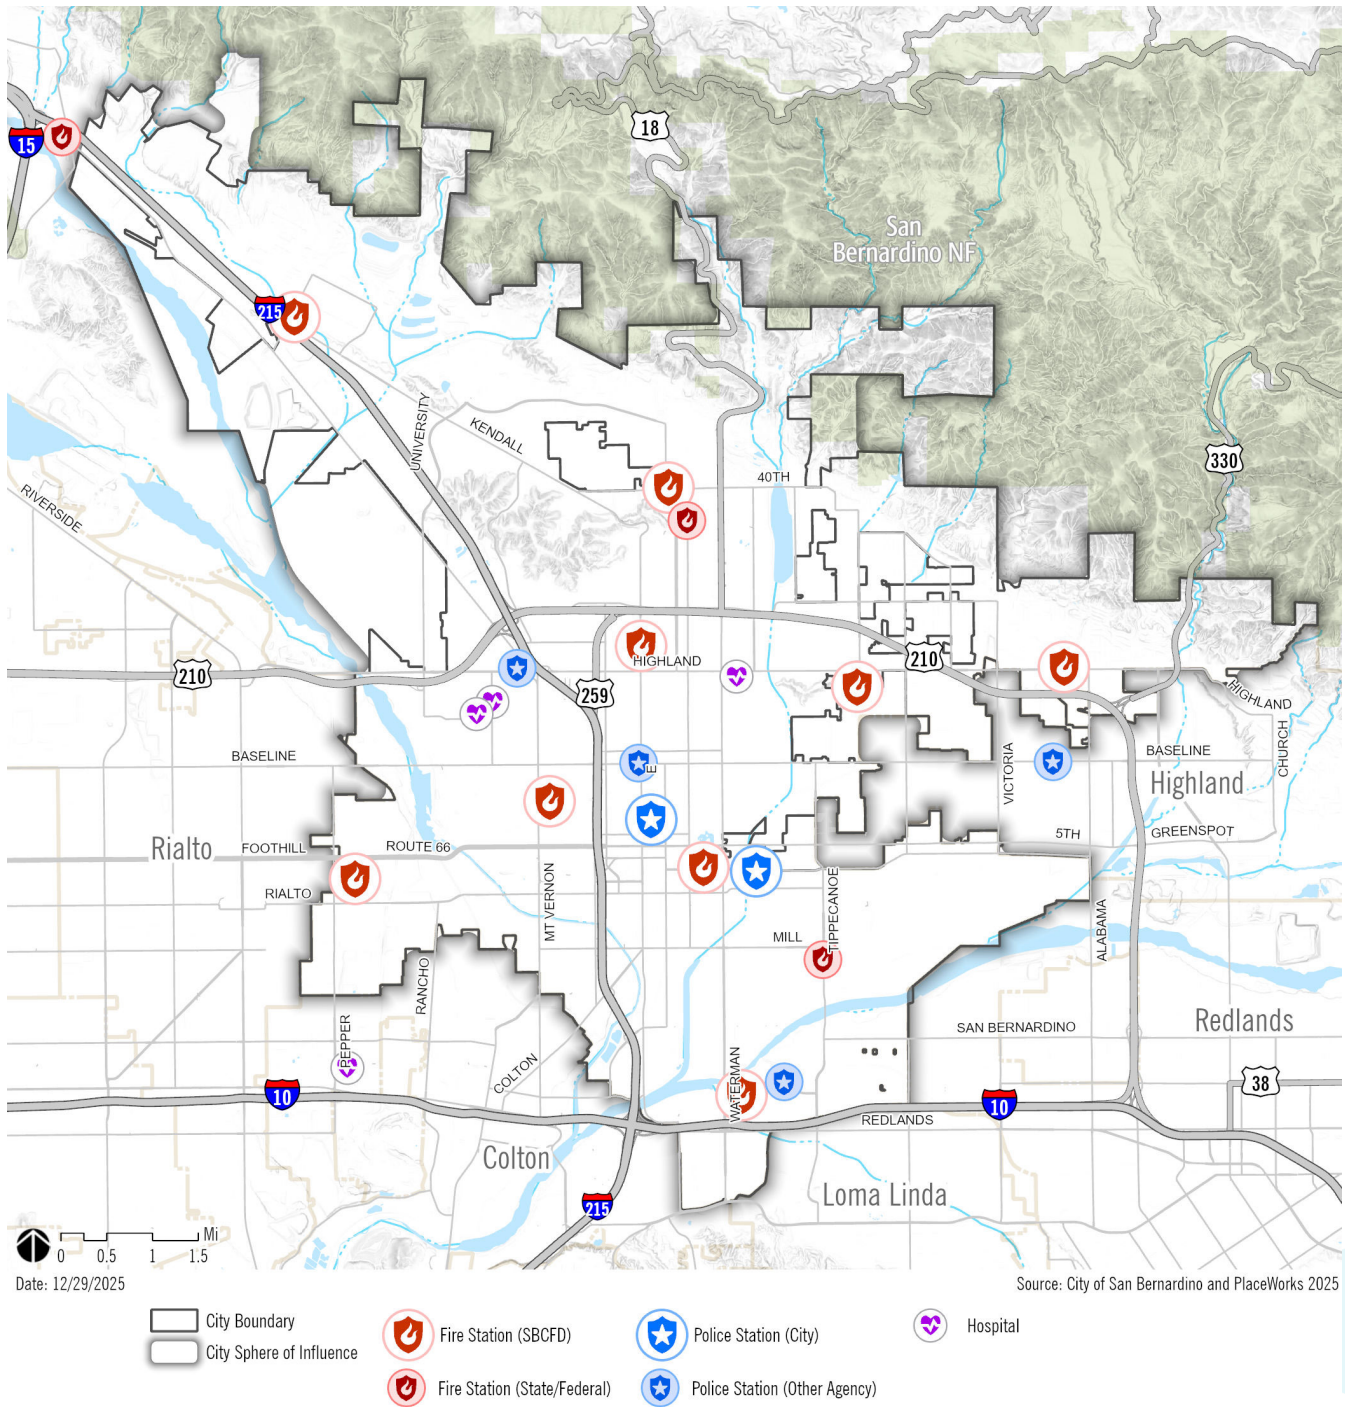 18
15
San
Bernardino NF
215
UNIVERSITY
KENDALL
40TH
330
RIVERSIDE
210
HIGHLAND
210
259
HIGHLAND
CHURCH
BASELINE
E
VICTORIA
BASELINE
Highland
Rialto
FOOTHILL
ROUTE 66
5TH
GREENSPOT
RIALTO
MT VERNON
TIPPECANOE
ALABAMA
MILL
RANCHO
PEPPER
SAN BERNARDINO
Redlands
COLTON
WATERMAN
10
10
38
REDLANDS
Colton
Loma Linda
215
Mi
0 0.5 1 1.5
Date: 12/29/2025
Source: City of San Bernardino and PlaceWorks 2025
City Boundary
City Sphere of Influence
Fire Station (SBCFD)
Fire Station (State/Federal)
Police Station (City)
Police Station (Other Agency)
Hospital